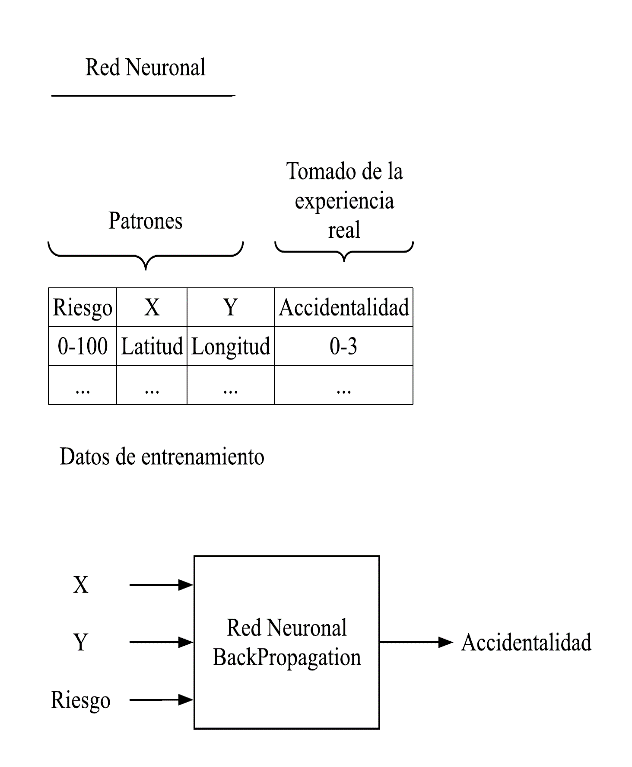 Red Neuronal
Tomado de la
experiencia
real
Patrones
Riesgo X Y Accidentalidad
0-100 Latitud Longitud 0-3
... ... ... ...
Datos de entrenamiento
X
Y
Riesgo
Red Neuronal
BackPropagation
Accidentalidad